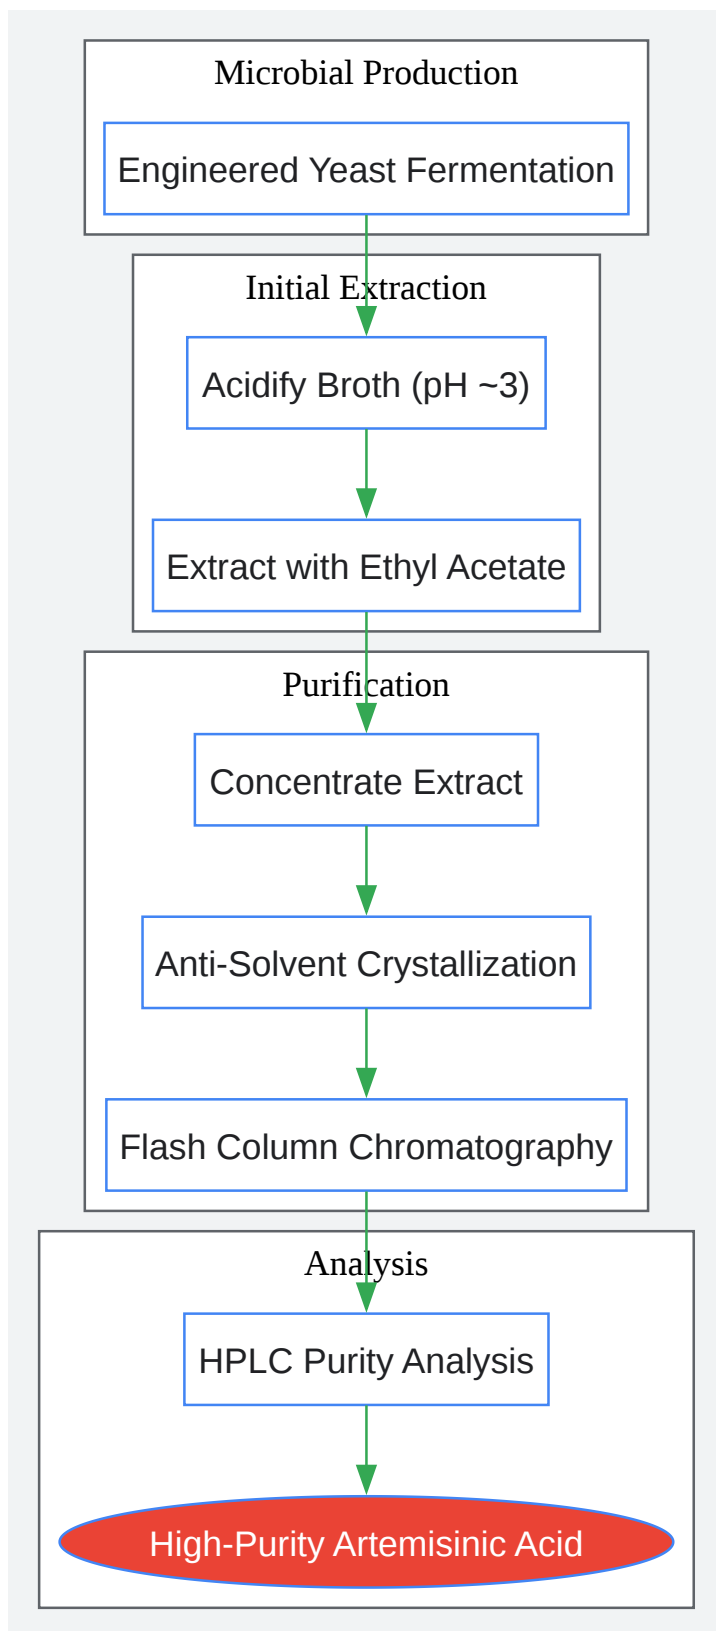 Microbial Production
Engineered Yeast Fermentation
Initial Extraction
Acidify Broth (pH ~3)
Extract with Ethyl Acetate
Purification
Concentrate Extract
Anti-Solvent Crystallization
Flash Column Chromatography
Analysis
HPLC Purity Analysis
High-Purity Artemisinic Acid